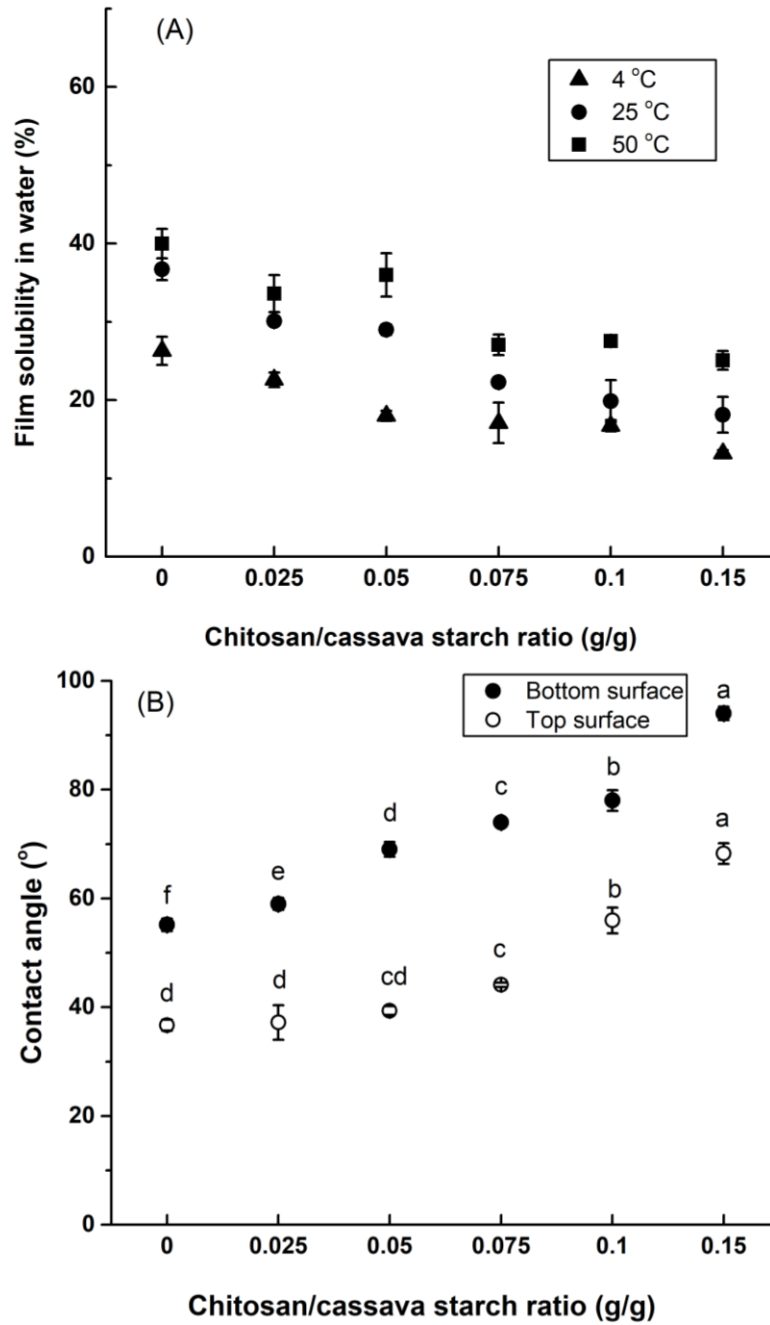 (A)
4 °C
25 °C
50 °C
60
40
20
0
Film solubility in water (%)
0 0.025 0.05 0.075 0.1 0.15
Chitosan/cassava starch ratio (g/g)
(B)
Bottom surface
Top surface
100
80
60
40
20
0
Contact angle (°)
f e d c b a
d d cd c b a
0 0.025 0.05 0.075 0.1 0.15
Chitosan/cassava starch ratio (g/g)